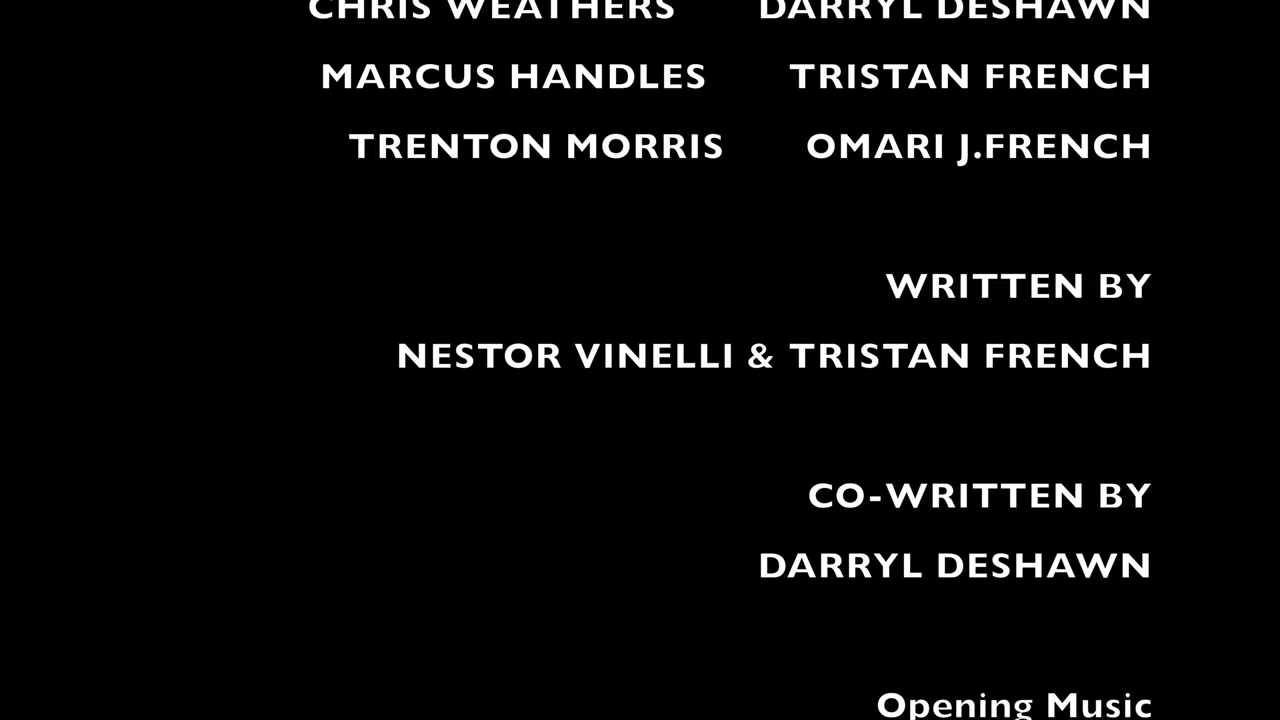 CHRIS WEATHERS DARRYL DESHAWN
MARCUS HANDLES TRISTAN FRENCH
TRENTON MORRIS OMARI J.FRENCH
WRITTEN BY
NESTOR VINELLI & TRISTAN FRENCH
CO-WRITTEN BY
DARRYL DESHAWN
Opening Music